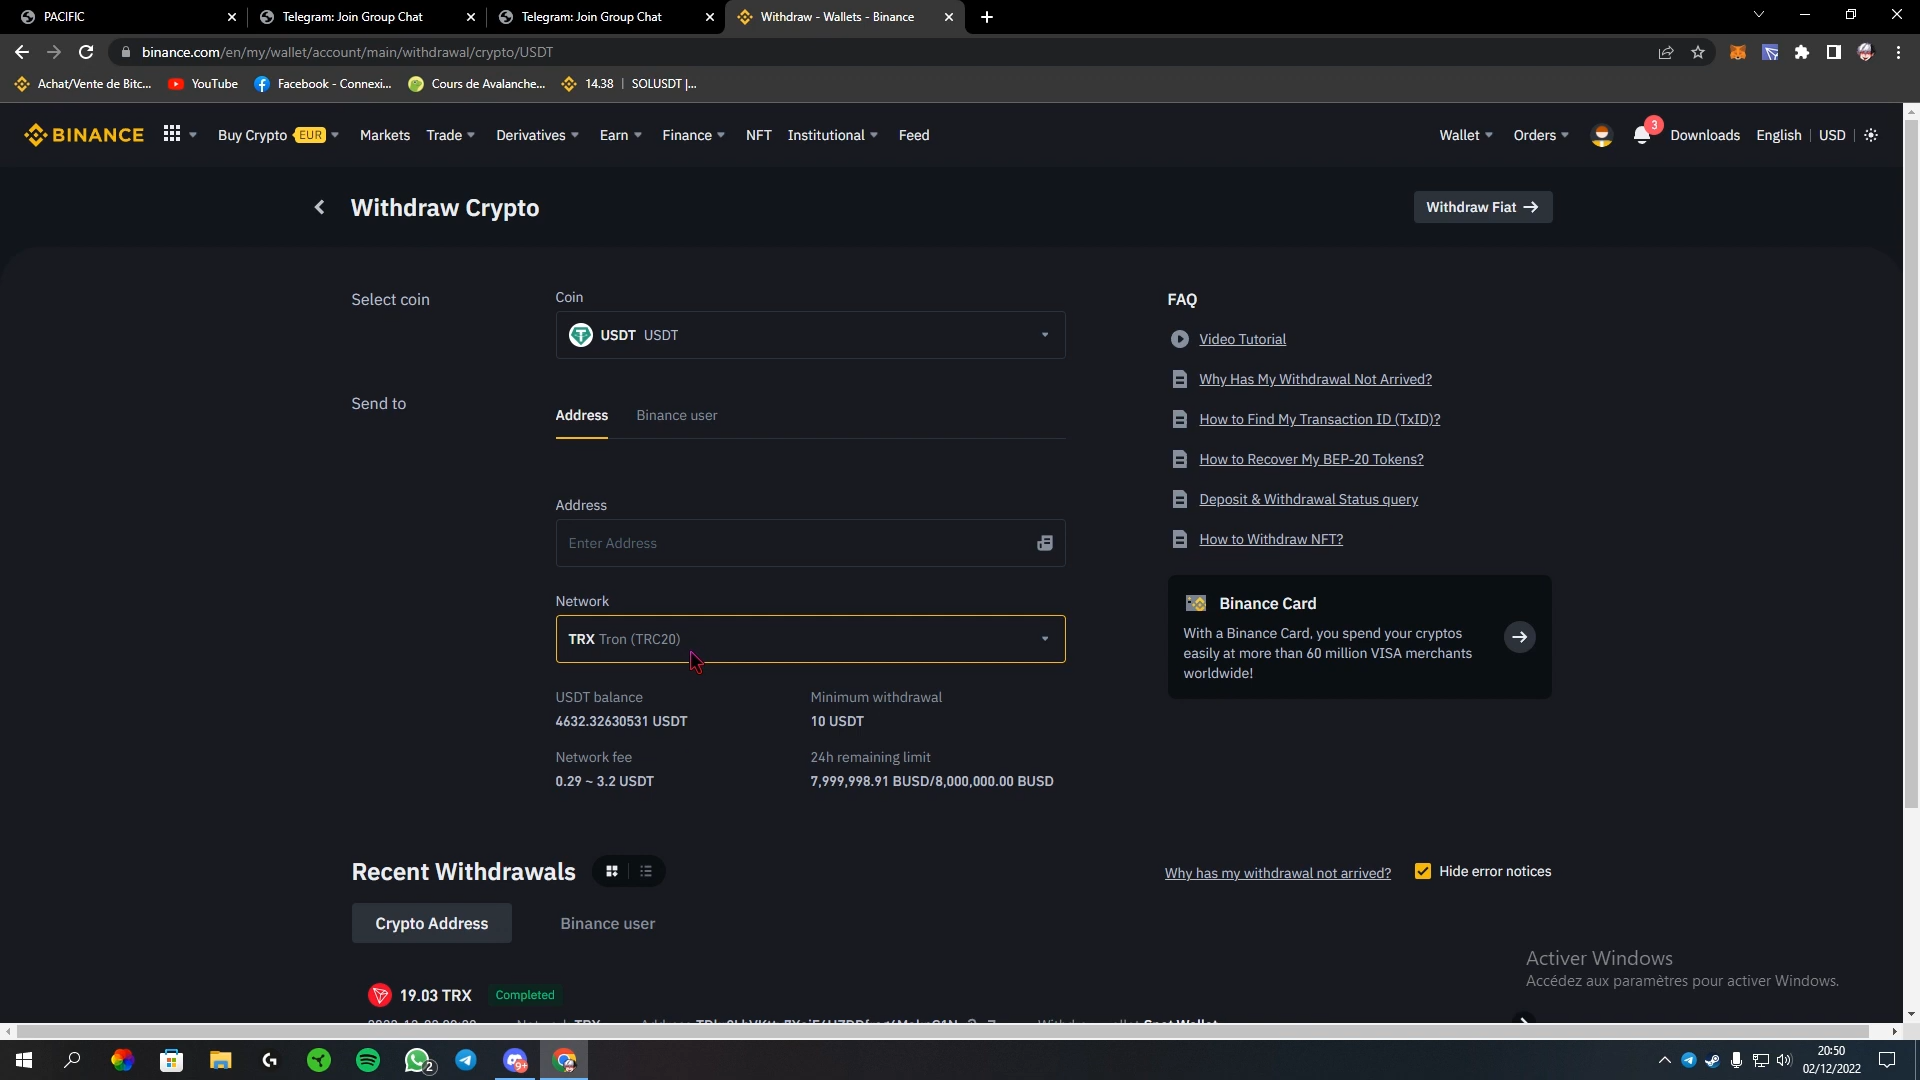 PACIFIC
Telegram: Join Group Chat
Telegram: Join Group Chat
Withdraw - Wallets - Binance
binance.com/en/my/wallet/account/main/withdrawal/crypto/USDT
Achat/Vente de Bitc...
YouTube
Facebook - Connexi...
Cours de Avalanche...
14.38 | SOLUSDT |...
BINANCE
Buy Crypto EUR
Markets
Trade
Derivatives
Earn
Finance
NFT
Institutional
Feed
Wallet
Orders
3
Downloads
English
USD
Withdraw Crypto
Withdraw Fiat →
Select coin
Coin
USDT USDT
Send to
Address
Binance user
Address
Enter Address
Network
TRX Tron (TRC20)
USDT balance
4632.32630531 USDT
Minimum withdrawal
10 USDT
Network fee
0.29 ~ 3.2 USDT
24h remaining limit
7,999,998.91 BUSD/8,000,000.00 BUSD
FAQ
Video Tutorial
Why Has My Withdrawal Not Arrived?
How to Find My Transaction ID (TxID)?
How to Recover My BEP-20 Tokens?
Deposit & Withdrawal Status query
How to Withdraw NFT?
Binance Card
With a Binance Card, you spend your cryptos
easily at more than 60 million VISA merchants
worldwide!
Recent Withdrawals
Why has my withdrawal not arrived?
Hide error notices
Crypto Address
Binance user
19.03 TRX
Completed
Activer Windows
Accédez aux paramètres pour activer Windows.
2
9+
20:50
02/12/2022